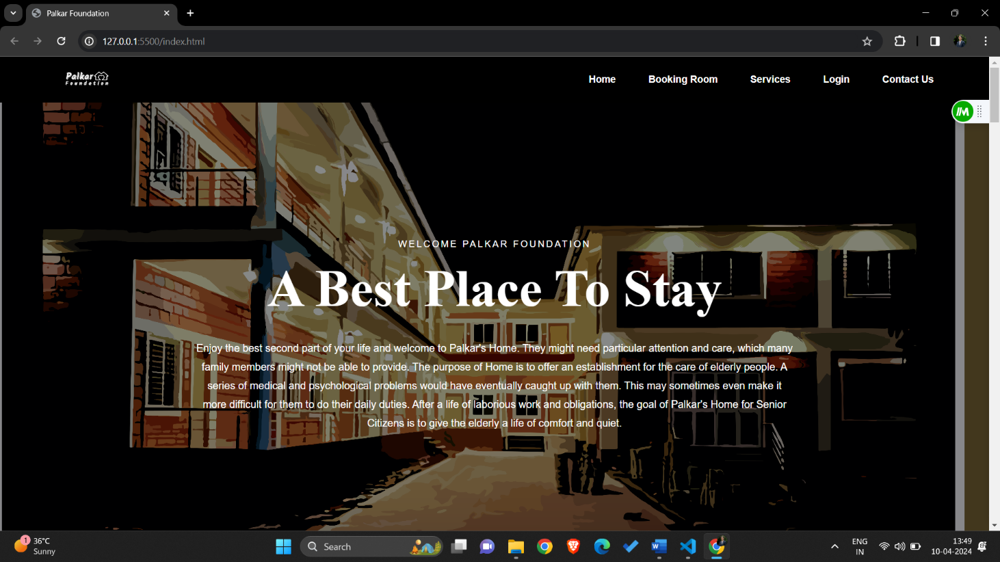 Palkar Foundation
127.0.0.1:5500/index.html
Palkar
Foundation
Home
Booking Room
Services
Login
Contact Us
WELCOME PALKAR FOUNDATION
A Best Place To Stay
Enjoy the best second part of your life and welcome to Palkar's Home. They might need particular attention and care, which many
family members might not be able to provide. The purpose of Home is to offer an establishment for the care of elderly people. A
series of medical and psychological problems would have eventually caught up with them. This may sometimes even make it
more difficult for them to do their daily duties. After a life of laborious work and obligations, the goal of Palkar's Home for Senior
Citizens is to give the elderly a life of comfort and quiet.
1
36°C
Sunny
Search
ENG
IN
13:49
10-04-2024